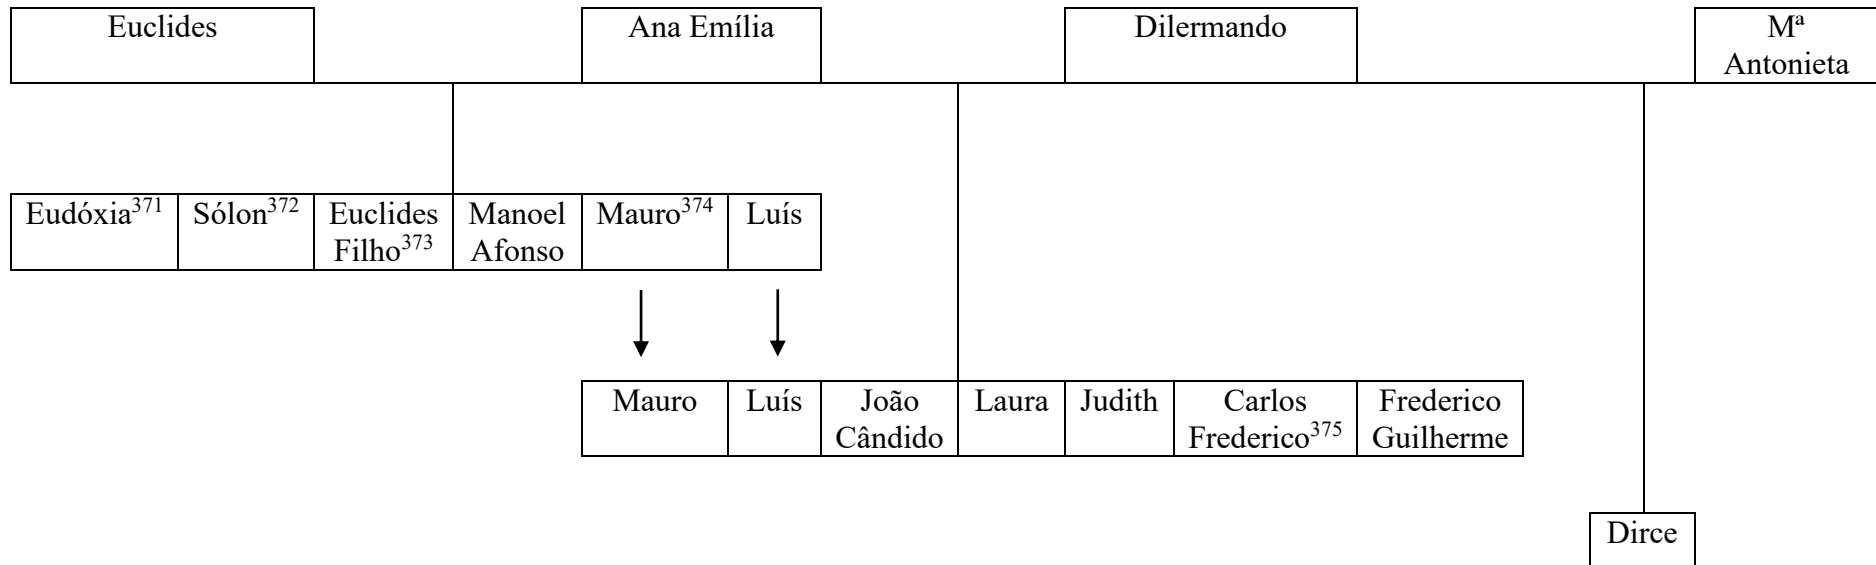 Euclides
Ana Emília
Dilermando
Mª
Antonieta
Eudóxia³⁷¹
Sólon³⁷²
Euclides
Filho³⁷³
Manoel
Afonso
Mauro³⁷⁴
Luís
Mauro
Luís
João
Cândido
Laura
Judith
Carlos
Frederico³⁷⁵
Frederico
Guilherme
Dirce